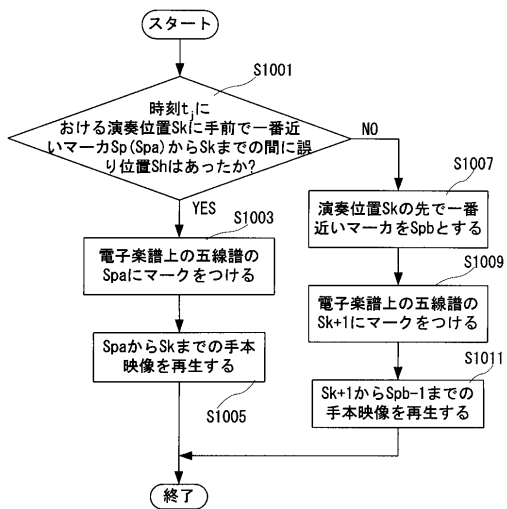 スタート
S1001
時刻tjに
おける演奏位置Skに手前で一番近
いマーカSp(Spa)からSkまでの間に誤
り位置Shはあったか?
NO
YES
S1003
電子楽譜上の五線譜の
Spaにマークをつける
SpaからSkまでの手本
映像を再生する
S1005
S1007
演奏位置Skの先で一番
近いマーカをSpbとする
S1009
電子楽譜上の五線譜の
Sk+1にマークをつける
S1011
Sk+1からSpb-1までの
手本映像を再生する
終了